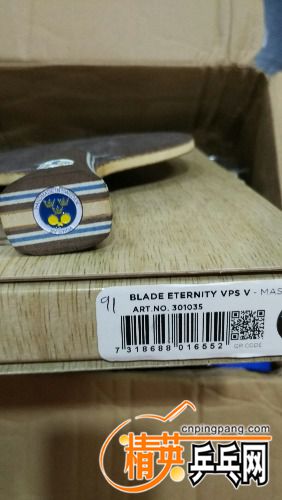 91
BLADE ETERNITY VPS V - MAS
ART.NO. 301035
7 318688 016552
QR CODE
cnpingpang.com
精英乒乓网